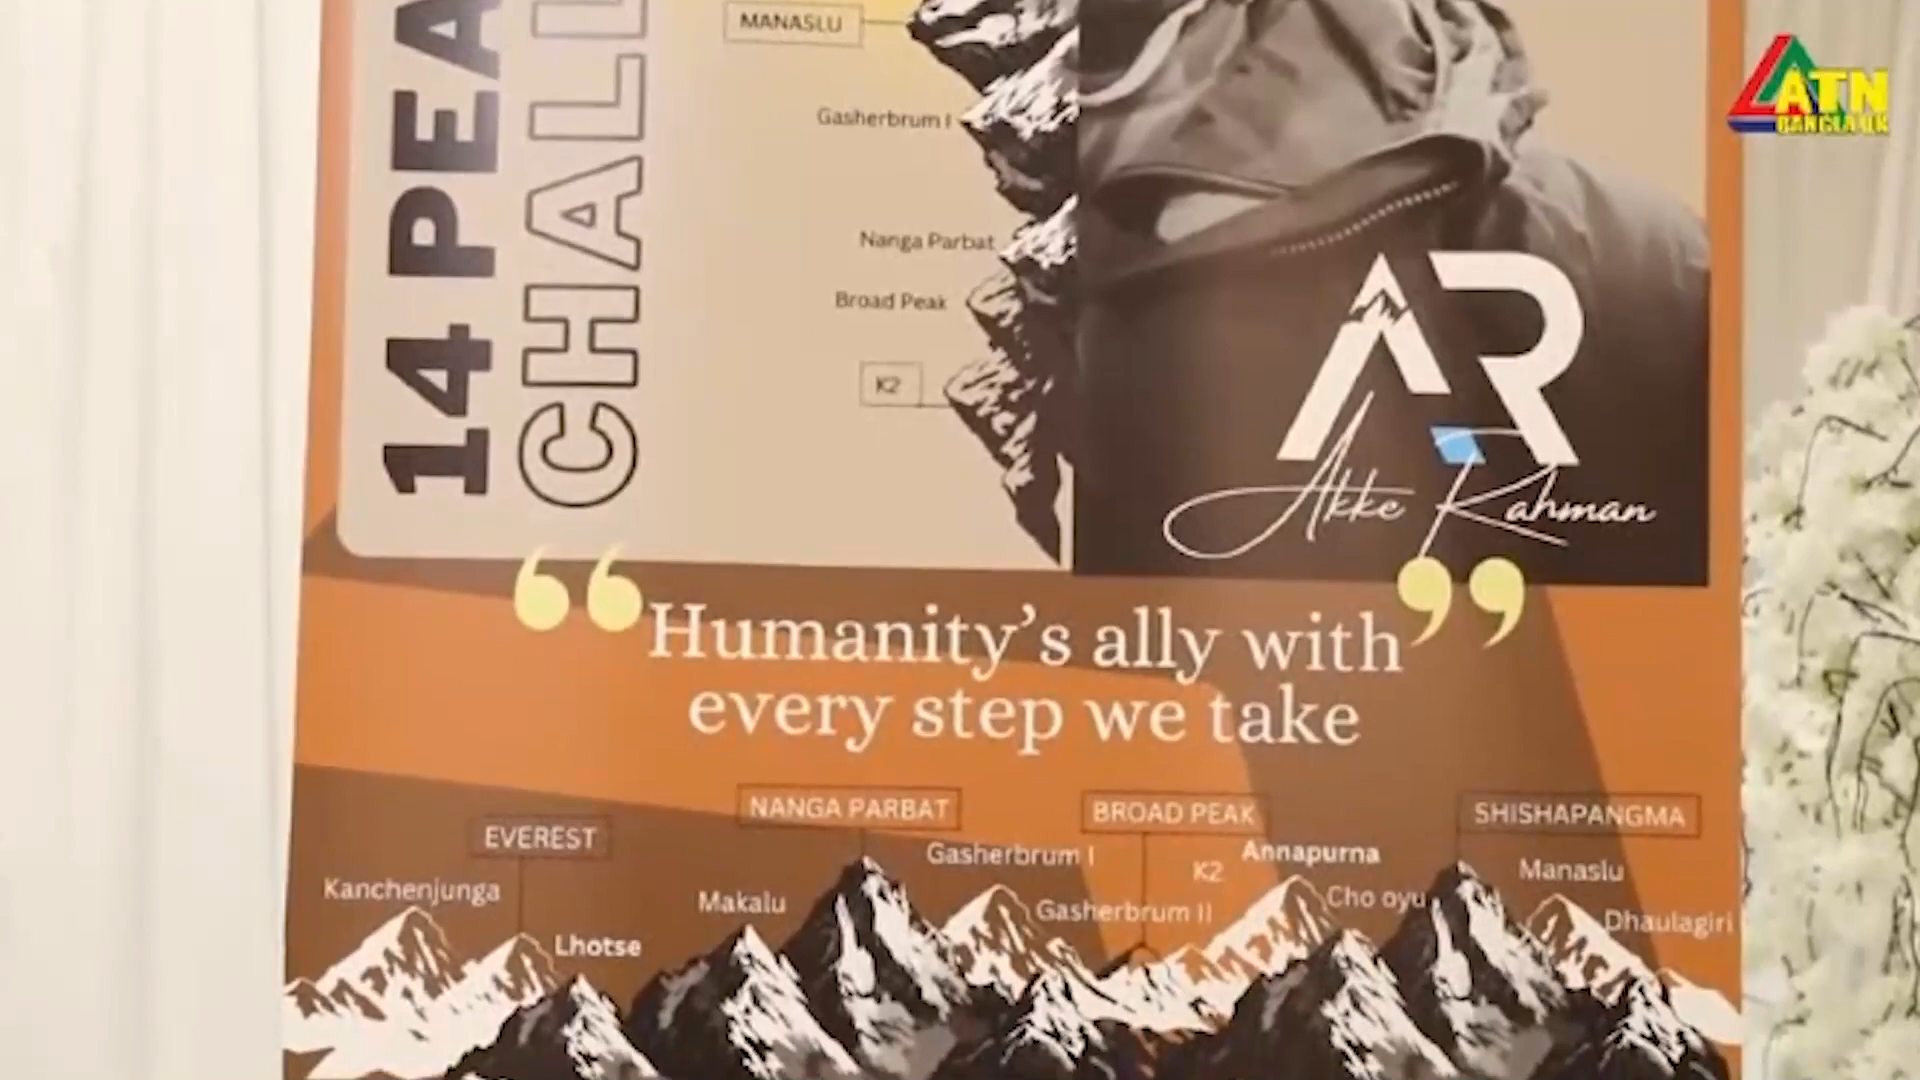 14 PEA
CHALL
MANASLU
Gasherbrum I
Nanga Parbat
Broad Peak
K2
AR
Akke Rahman
ATN
BANGLA UK
“Humanity’s ally with”
every step we take
EVEREST
NANGA PARBAT
BROAD PEAK
SHISHAPANGMA
Kanchenjunga
Lhotse
Makalu
Gasherbrum I
Gasherbrum II
K2
Annapurna
Cho oyu
Manaslu
Dhaulagiri